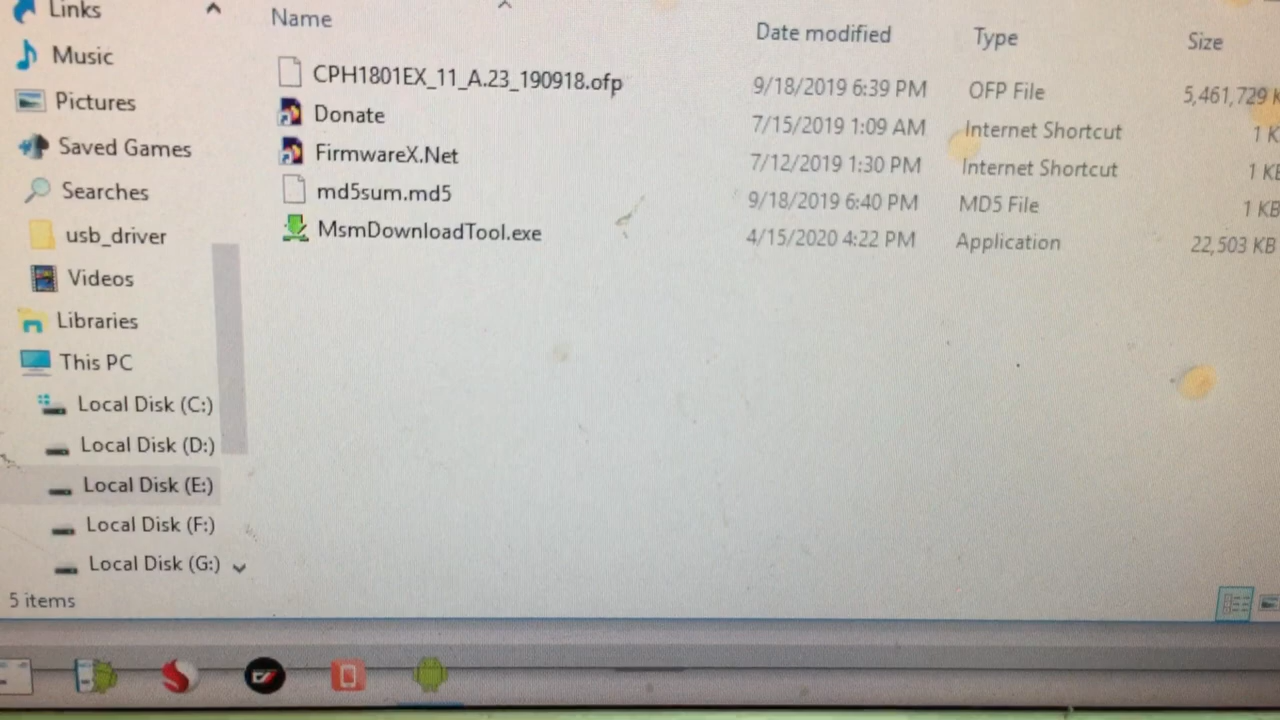 Links
Music
Pictures
Saved Games
Searches
usb_driver
Videos
Libraries
This PC
Local Disk (C:)
Local Disk (D:)
Local Disk (E:)
Local Disk (F:)
Local Disk (G:)
5 items
Name Date modified Type Size
CPH1801EX_11_A.23_190918.ofp 9/18/2019 6:39 PM OFP File 5,461,729 K
Donate 7/15/2019 1:09 AM Internet Shortcut 1 K
FirmwareX.Net 7/12/2019 1:30 PM Internet Shortcut 1 KB
md5sum.md5 9/18/2019 6:40 PM MD5 File 1 KB
MsmDownloadTool.exe 4/15/2020 4:22 PM Application 22,503 KB